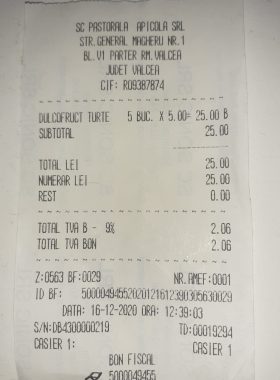 SC PASTORALA APICOLA SRL
STR.GENERAL MAGHERU NR.1
BL.V1 PARTER RM.VALCEA
JUDET VALCEA
CIF: RO9387874
DULCOFRUCT TURTE 5 BUC. X 5.00= 25.00 B
SUBTOTAL 25.00
TOTAL LEI 25.00
NUMERAR LEI 25.00
REST 0.00
TOTAL TVA B - 9% 2.06
TOTAL TVA BON 2.06
Z:0563 BF:0029 NR.AMEF:0001
ID BF: 50000494552020121612390305630029
DATA: 16-12-2020 ORA: 12:39:03
S/N:DB4300000219 TD:00019294
CASIER 1: CASIER 1
BON FISCAL
5000049455